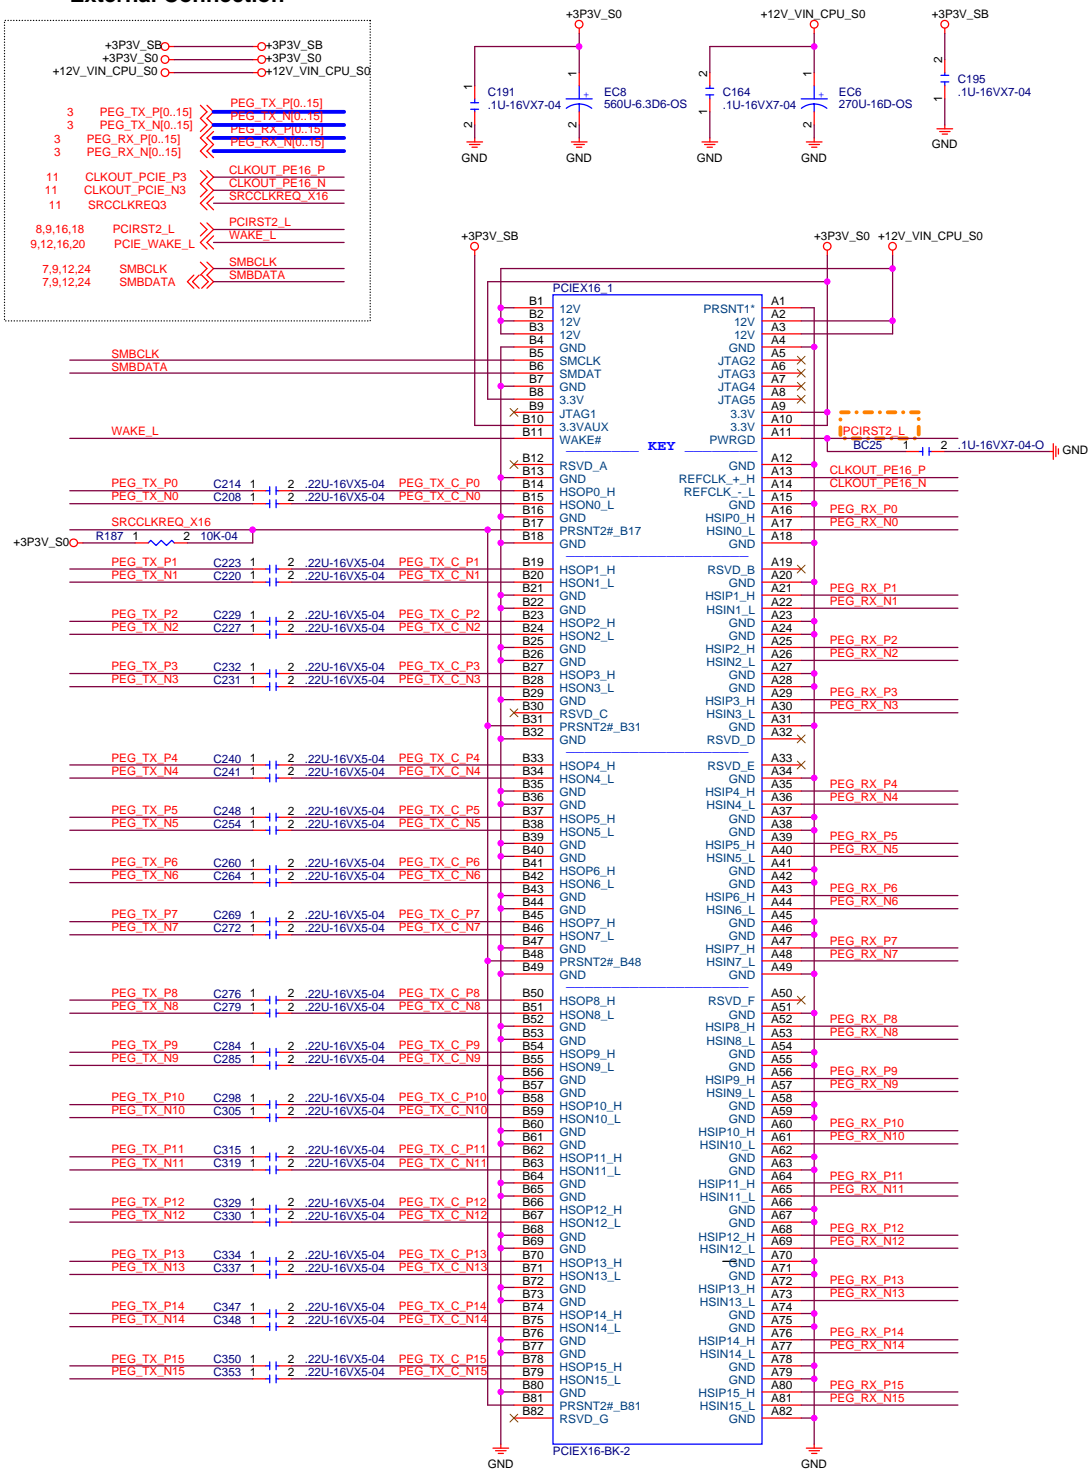 External Connection
+3P3V_SB +3P3V_SB
+3P3V_S0 +3P3V_S0
+12V_VIN_CPU_S0 +12V_VIN_CPU_S0
3 PEG_TX_P[0..15] PEG_TX_P[0..15]
3 PEG_TX_N[0..15] PEG_TX_N[0..15]
3 PEG_RX_P[0..15] PEG_RX_P[0..15]
3 PEG_RX_N[0..15] PEG_RX_N[0..15]
11 CLKOUT_PCIE_P3 CLKOUT_PE16_P
11 CLKOUT_PCIE_N3 CLKOUT_PE16_N
11 SRCCLKREQ3 SRCCLKREQ_X16
8,9,16,18 PCIRST2_L PCIRST2_L
9,12,16,20 PCIE_WAKE_L WAKE_L
7,9,12,24 SMBCLK SMBCLK
7,9,12,24 SMBDATA SMBDATA
+3P3V_S0 +12V_VIN_CPU_S0 +3P3V_SB
1 C191 .1U-16VX7-04 2
1 EC8 560U-6.3D6-OS 2
2 C164 .1U-16VX7-04 1
1 EC6 270U-16D-OS 2
2 C195 .1U-16VX7-04 1
GND GND GND GND GND
+3P3V_SB +3P3V_S0 +12V_VIN_CPU_S0
PCIEX16_1
B1 12V PRSNT1* A1
B2 12V 12V A2
B3 12V 12V A3
B4 GND GND A4
SMBCLK B5 SMCLK JTAG2 A5
SMBDATA B6 SMDAT JTAG3 A6
B7 GND JTAG4 A7
B8 3.3V JTAG5 A8
B9 JTAG1 3.3V A9
B10 3.3VAUX 3.3V A10
WAKE_L B11 WAKE# PWRGD A11 PCIRST2_L
KEY
BC25 1 2 .1U-16VX7-04-O GND
B12 RSVD_A GND A12
B13 GND REFCLK_+_H A13 CLKOUT_PE16_P
PEG_TX_P0 C214 1 2 .22U-16VX5-04 PEG_TX_C_P0 B14 HSOP0_H REFCLK_-_L A14 CLKOUT_PE16_N
PEG_TX_N0 C208 1 2 .22U-16VX5-04 PEG_TX_C_N0 B15 HSON0_L GND A15
B16 GND HSIP0_H A16 PEG_RX_P0
SRCCLKREQ_X16 B17 PRSNT2#_B17 HSIN0_L A17 PEG_RX_N0
+3P3V_S0 R187 1 2 10K-04 B18 GND GND A18
PEG_TX_P1 C223 1 2 .22U-16VX5-04 PEG_TX_C_P1 B19 HSOP1_H RSVD_B A19
PEG_TX_N1 C220 1 2 .22U-16VX5-04 PEG_TX_C_N1 B20 HSON1_L GND A20
B21 GND HSIP1_H A21 PEG_RX_P1
B22 GND HSIN1_L A22 PEG_RX_N1
PEG_TX_P2 C229 1 2 .22U-16VX5-04 PEG_TX_C_P2 B23 HSOP2_H GND A23
PEG_TX_N2 C227 1 2 .22U-16VX5-04 PEG_TX_C_N2 B24 HSON2_L GND A24
B25 GND HSIP2_H A25 PEG_RX_P2
B26 GND HSIN2_L A26 PEG_RX_N2
PEG_TX_P3 C232 1 2 .22U-16VX5-04 PEG_TX_C_P3 B27 HSOP3_H GND A27
PEG_TX_N3 C231 1 2 .22U-16VX5-04 PEG_TX_C_N3 B28 HSON3_L GND A28
B29 GND HSIP3_H A29 PEG_RX_P3
B30 RSVD_C HSIN3_L A30 PEG_RX_N3
B31 PRSNT2#_B31 GND A31
B32 GND RSVD_D A32
PEG_TX_P4 C240 1 2 .22U-16VX5-04 PEG_TX_C_P4 B33 HSOP4_H RSVD_E A33
PEG_TX_N4 C241 1 2 .22U-16VX5-04 PEG_TX_C_N4 B34 HSON4_L GND A34
B35 GND HSIP4_H A35 PEG_RX_P4
B36 GND HSIN4_L A36 PEG_RX_N4
PEG_TX_P5 C248 1 2 .22U-16VX5-04 PEG_TX_C_P5 B37 HSOP5_H GND A37
PEG_TX_N5 C254 1 2 .22U-16VX5-04 PEG_TX_C_N5 B38 HSON5_L GND A38
B39 GND HSIP5_H A39 PEG_RX_P5
B40 GND HSIN5_L A40 PEG_RX_N5
PEG_TX_P6 C260 1 2 .22U-16VX5-04 PEG_TX_C_P6 B41 HSOP6_H GND A41
PEG_TX_N6 C264 1 2 .22U-16VX5-04 PEG_TX_C_N6 B42 HSON6_L GND A42
B43 GND HSIP6_H A43 PEG_RX_P6
B44 GND HSIN6_L A44 PEG_RX_N6
PEG_TX_P7 C269 1 2 .22U-16VX5-04 PEG_TX_C_P7 B45 HSOP7_H GND A45
PEG_TX_N7 C272 1 2 .22U-16VX5-04 PEG_TX_C_N7 B46 HSON7_L GND A46
B47 GND HSIP7_H A47 PEG_RX_P7
B48 PRSNT2#_B48 HSIN7_L A48 PEG_RX_N7
B49 GND GND A49
PEG_TX_P8 C276 1 2 .22U-16VX5-04 PEG_TX_C_P8 B50 HSOP8_H RSVD_F A50
PEG_TX_N8 C279 1 2 .22U-16VX5-04 PEG_TX_C_N8 B51 HSON8_L GND A51
B52 GND HSIP8_H A52 PEG_RX_P8
B53 GND HSIN8_L A53 PEG_RX_N8
PEG_TX_P9 C284 1 2 .22U-16VX5-04 PEG_TX_C_P9 B54 HSOP9_H GND A54
PEG_TX_N9 C285 1 2 .22U-16VX5-04 PEG_TX_C_N9 B55 HSON9_L GND A55
B56 GND HSIP9_H A56 PEG_RX_P9
B57 GND HSIN9_L A57 PEG_RX_N9
PEG_TX_P10 C298 1 2 .22U-16VX5-04 PEG_TX_C_P10 B58 HSOP10_H GND A58
PEG_TX_N10 C305 1 2 .22U-16VX5-04 PEG_TX_C_N10 B59 HSON10_L GND A59
B60 GND HSIP10_H A60 PEG_RX_P10
B61 GND HSIN10_L A61 PEG_RX_N10
PEG_TX_P11 C315 1 2 .22U-16VX5-04 PEG_TX_C_P11 B62 HSOP11_H GND A62
PEG_TX_N11 C319 1 2 .22U-16VX5-04 PEG_TX_C_N11 B63 HSON11_L GND A63
B64 GND HSIP11_H A64 PEG_RX_P11
B65 GND HSIN11_L A65 PEG_RX_N11
PEG_TX_P12 C329 1 2 .22U-16VX5-04 PEG_TX_C_P12 B66 HSOP12_H GND A66
PEG_TX_N12 C330 1 2 .22U-16VX5-04 PEG_TX_C_N12 B67 HSON12_L GND A67
B68 GND HSIP12_H A68 PEG_RX_P12
B69 GND HSIN12_L A69 PEG_RX_N12
PEG_TX_P13 C334 1 2 .22U-16VX5-04 PEG_TX_C_P13 B70 HSOP13_H GND A70
PEG_TX_N13 C337 1 2 .22U-16VX5-04 PEG_TX_C_N13 B71 HSON13_L GND A71
B72 GND HSIP13_H A72 PEG_RX_P13
B73 GND HSIN13_L A73 PEG_RX_N13
PEG_TX_P14 C347 1 2 .22U-16VX5-04 PEG_TX_C_P14 B74 HSOP14_H GND A74
PEG_TX_N14 C348 1 2 .22U-16VX5-04 PEG_TX_C_N14 B75 HSON14_L GND A75
B76 GND HSIP14_H A76 PEG_RX_P14
B77 GND HSIN14_L A77 PEG_RX_N14
PEG_TX_P15 C350 1 2 .22U-16VX5-04 PEG_TX_C_P15 B78 HSOP15_H GND A78
PEG_TX_N15 C353 1 2 .22U-16VX5-04 PEG_TX_C_N15 B79 HSON15_L GND A79
B80 GND HSIP15_H A80 PEG_RX_P15
B81 PRSNT2#_B81 HSIN15_L A81 PEG_RX_N15
B82 RSVD_G GND A82
PCIEX16-BK-2
GND GND